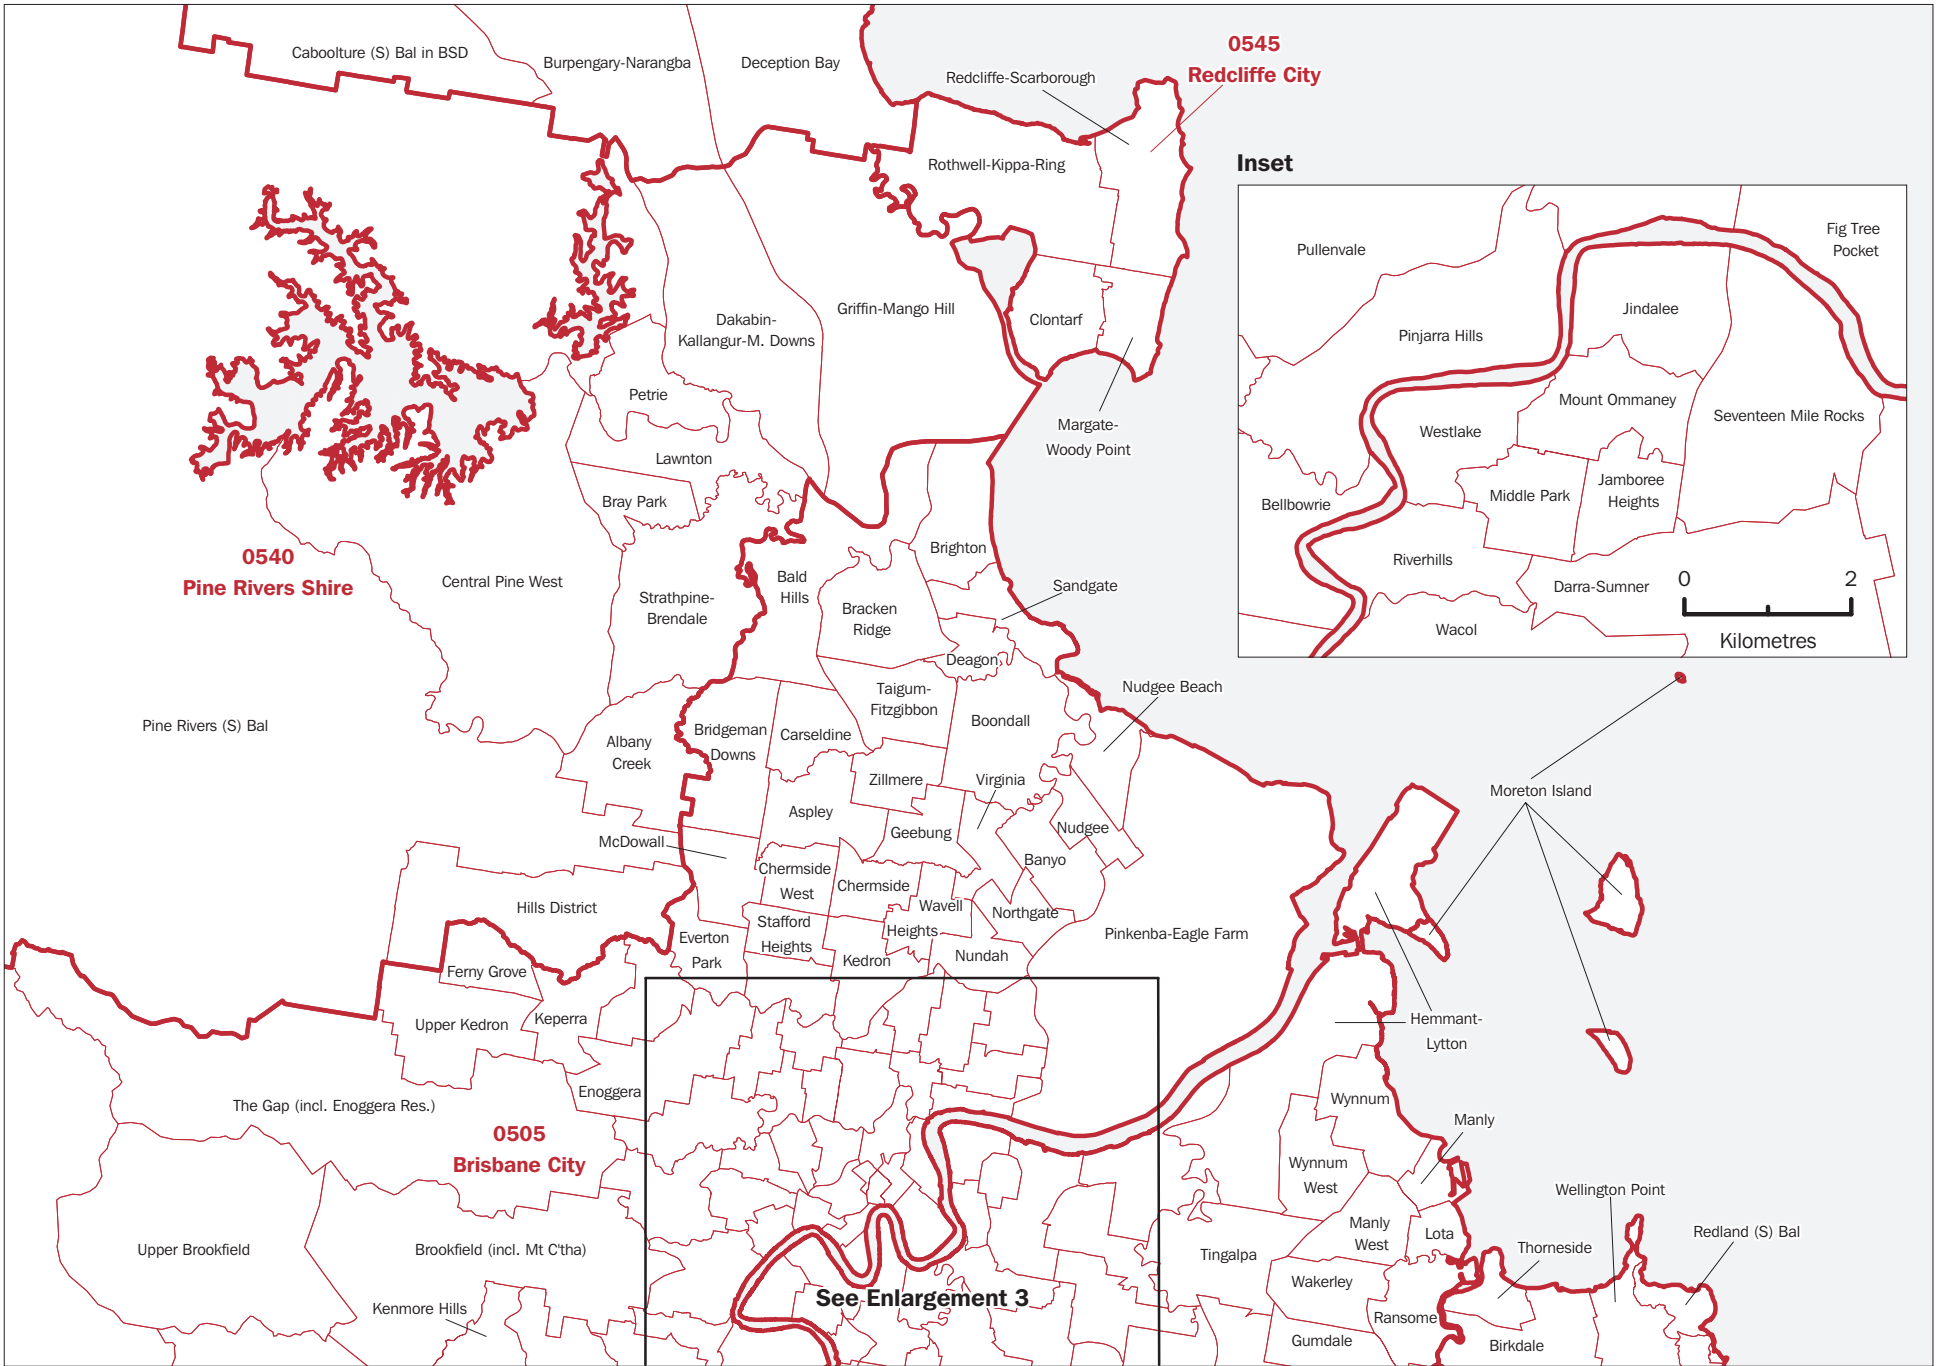 Caboolture (S) Bal in BSD
Burpengary-Narangba
Deception Bay
Redcliffe-Scarborough
0545
Redcliffe City
Rothwell-Kippa-Ring
Griffin-Mango Hill
Dakabin-
Kallangur-M. Downs
Clontarf
Petrie
Margate-
Woody Point
Lawnton
Bray Park
0540
Pine Rivers Shire
Central Pine West
Strathpine-
Brendale
Bald
Hills
Brighton
Bracken
Ridge
Sandgate
Deagon
Nudgee Beach
Taigum-
Fitzgibbon
Boondall
Pine Rivers (S) Bal
Albany
Creek
Bridgeman
Downs
Carseldine
Zillmere
Virginia
Aspley
Geebung
Nudgee
McDowall
Banyo
Chermside
West
Chermside
Hills District
Wavell
Heights
Northgate
Stafford
Heights
Everton
Park
Kedron
Nundah
Pinkenba-Eagle Farm
Ferny Grove
Upper Kedron
Keperra
Enoggera
The Gap (incl. Enoggera Res.)
0505
Brisbane City
Upper Brookfield
Brookfield (incl. Mt C'tha)
Kenmore Hills
See Enlargement 3
Moreton Island
Hemmant-
Lytton
Wynnum
Manly
Wynnum
West
Manly
West
Lota
Tingalpa
Wakerley
Ransome
Gumdale
Wellington Point
Thorneside
Redland (S) Bal
Birkdale
Inset
Pullenvale
Fig Tree
Pocket
Jindalee
Pinjarra Hills
Mount Ommaney
Seventeen Mile Rocks
Westlake
Jamboree
Heights
Middle Park
Bellbowrie
Riverhills
Darra-Sumner
Wacol
0 2
Kilometres